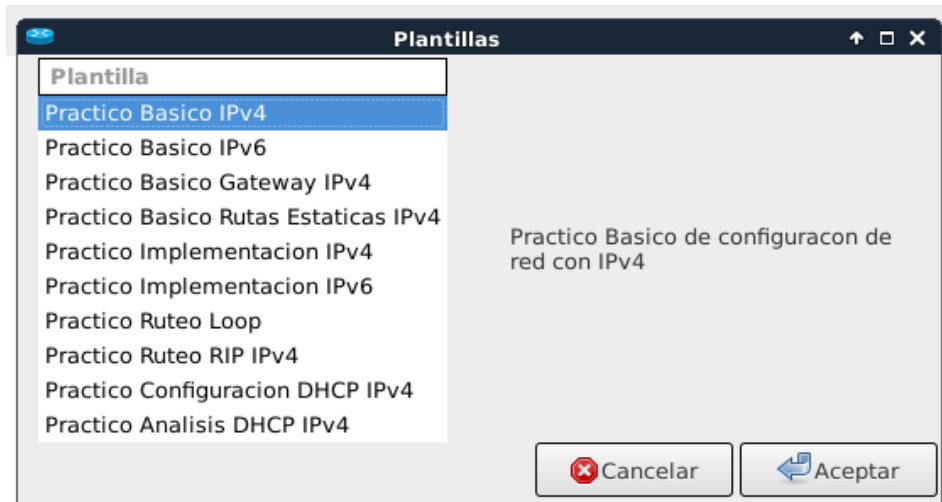 Plantillas
Plantilla
Practico Basico IPv4
Practico Basico IPv6
Practico Basico Gateway IPv4
Practico Basico Rutas Estaticas IPv4
Practico Implementacion IPv4
Practico Implementacion IPv6
Practico Ruteo Loop
Practico Ruteo RIP IPv4
Practico Configuracion DHCP IPv4
Practico Analisis DHCP IPv4
Practico Basico de configuracon de
red con IPv4
Cancelar
Aceptar